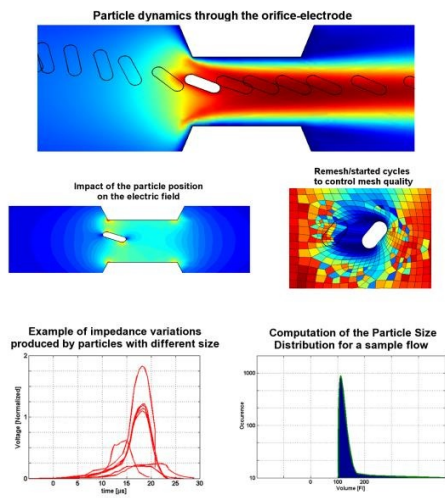 Particle dynamics through the orifice-electrode
Impact of the particle position
on the electric field
Remesh/started cycles
to control mesh quality
Example of impedance variations
produced by particles with different size
2
1
0
Voltage [Normalized]
0 5 10 15 20 25 30
time [µs]
Computation of the Particle Size
Distribution for a sample flow
1000
100
10
Occurence
0 100 200
Volume [Fl]